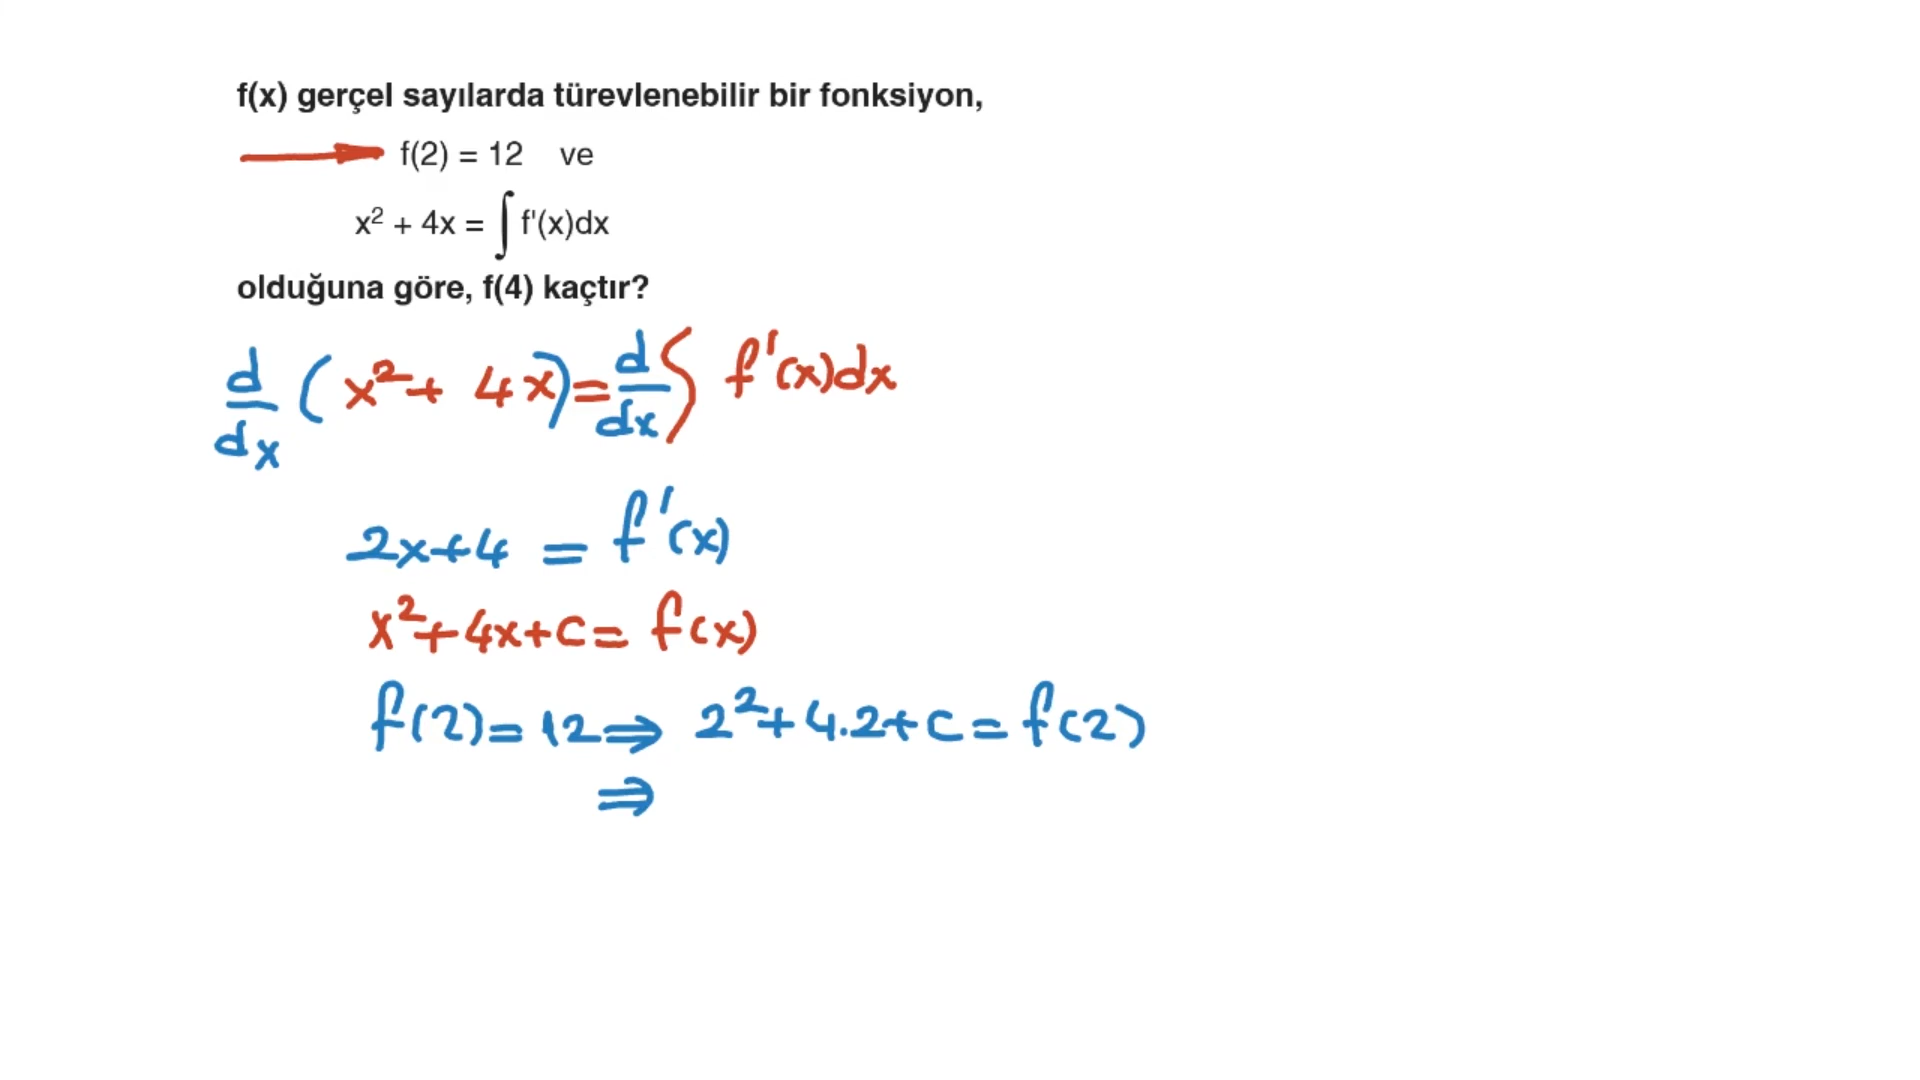 f(x) gerçel sayılarda türevlenebilir bir fonksiyon,
f(2) = 12 ve
x² + 4x = ∫ f'(x)dx
olduğuna göre, f(4) kaçtır?
d/dx (x² + 4x) = d/dx ∫ f'(x)dx
2x+4 = f'(x)
x²+4x+c = f(x)
f(2) = 12 ⇒ 2²+4.2+c = f(2)
⇒